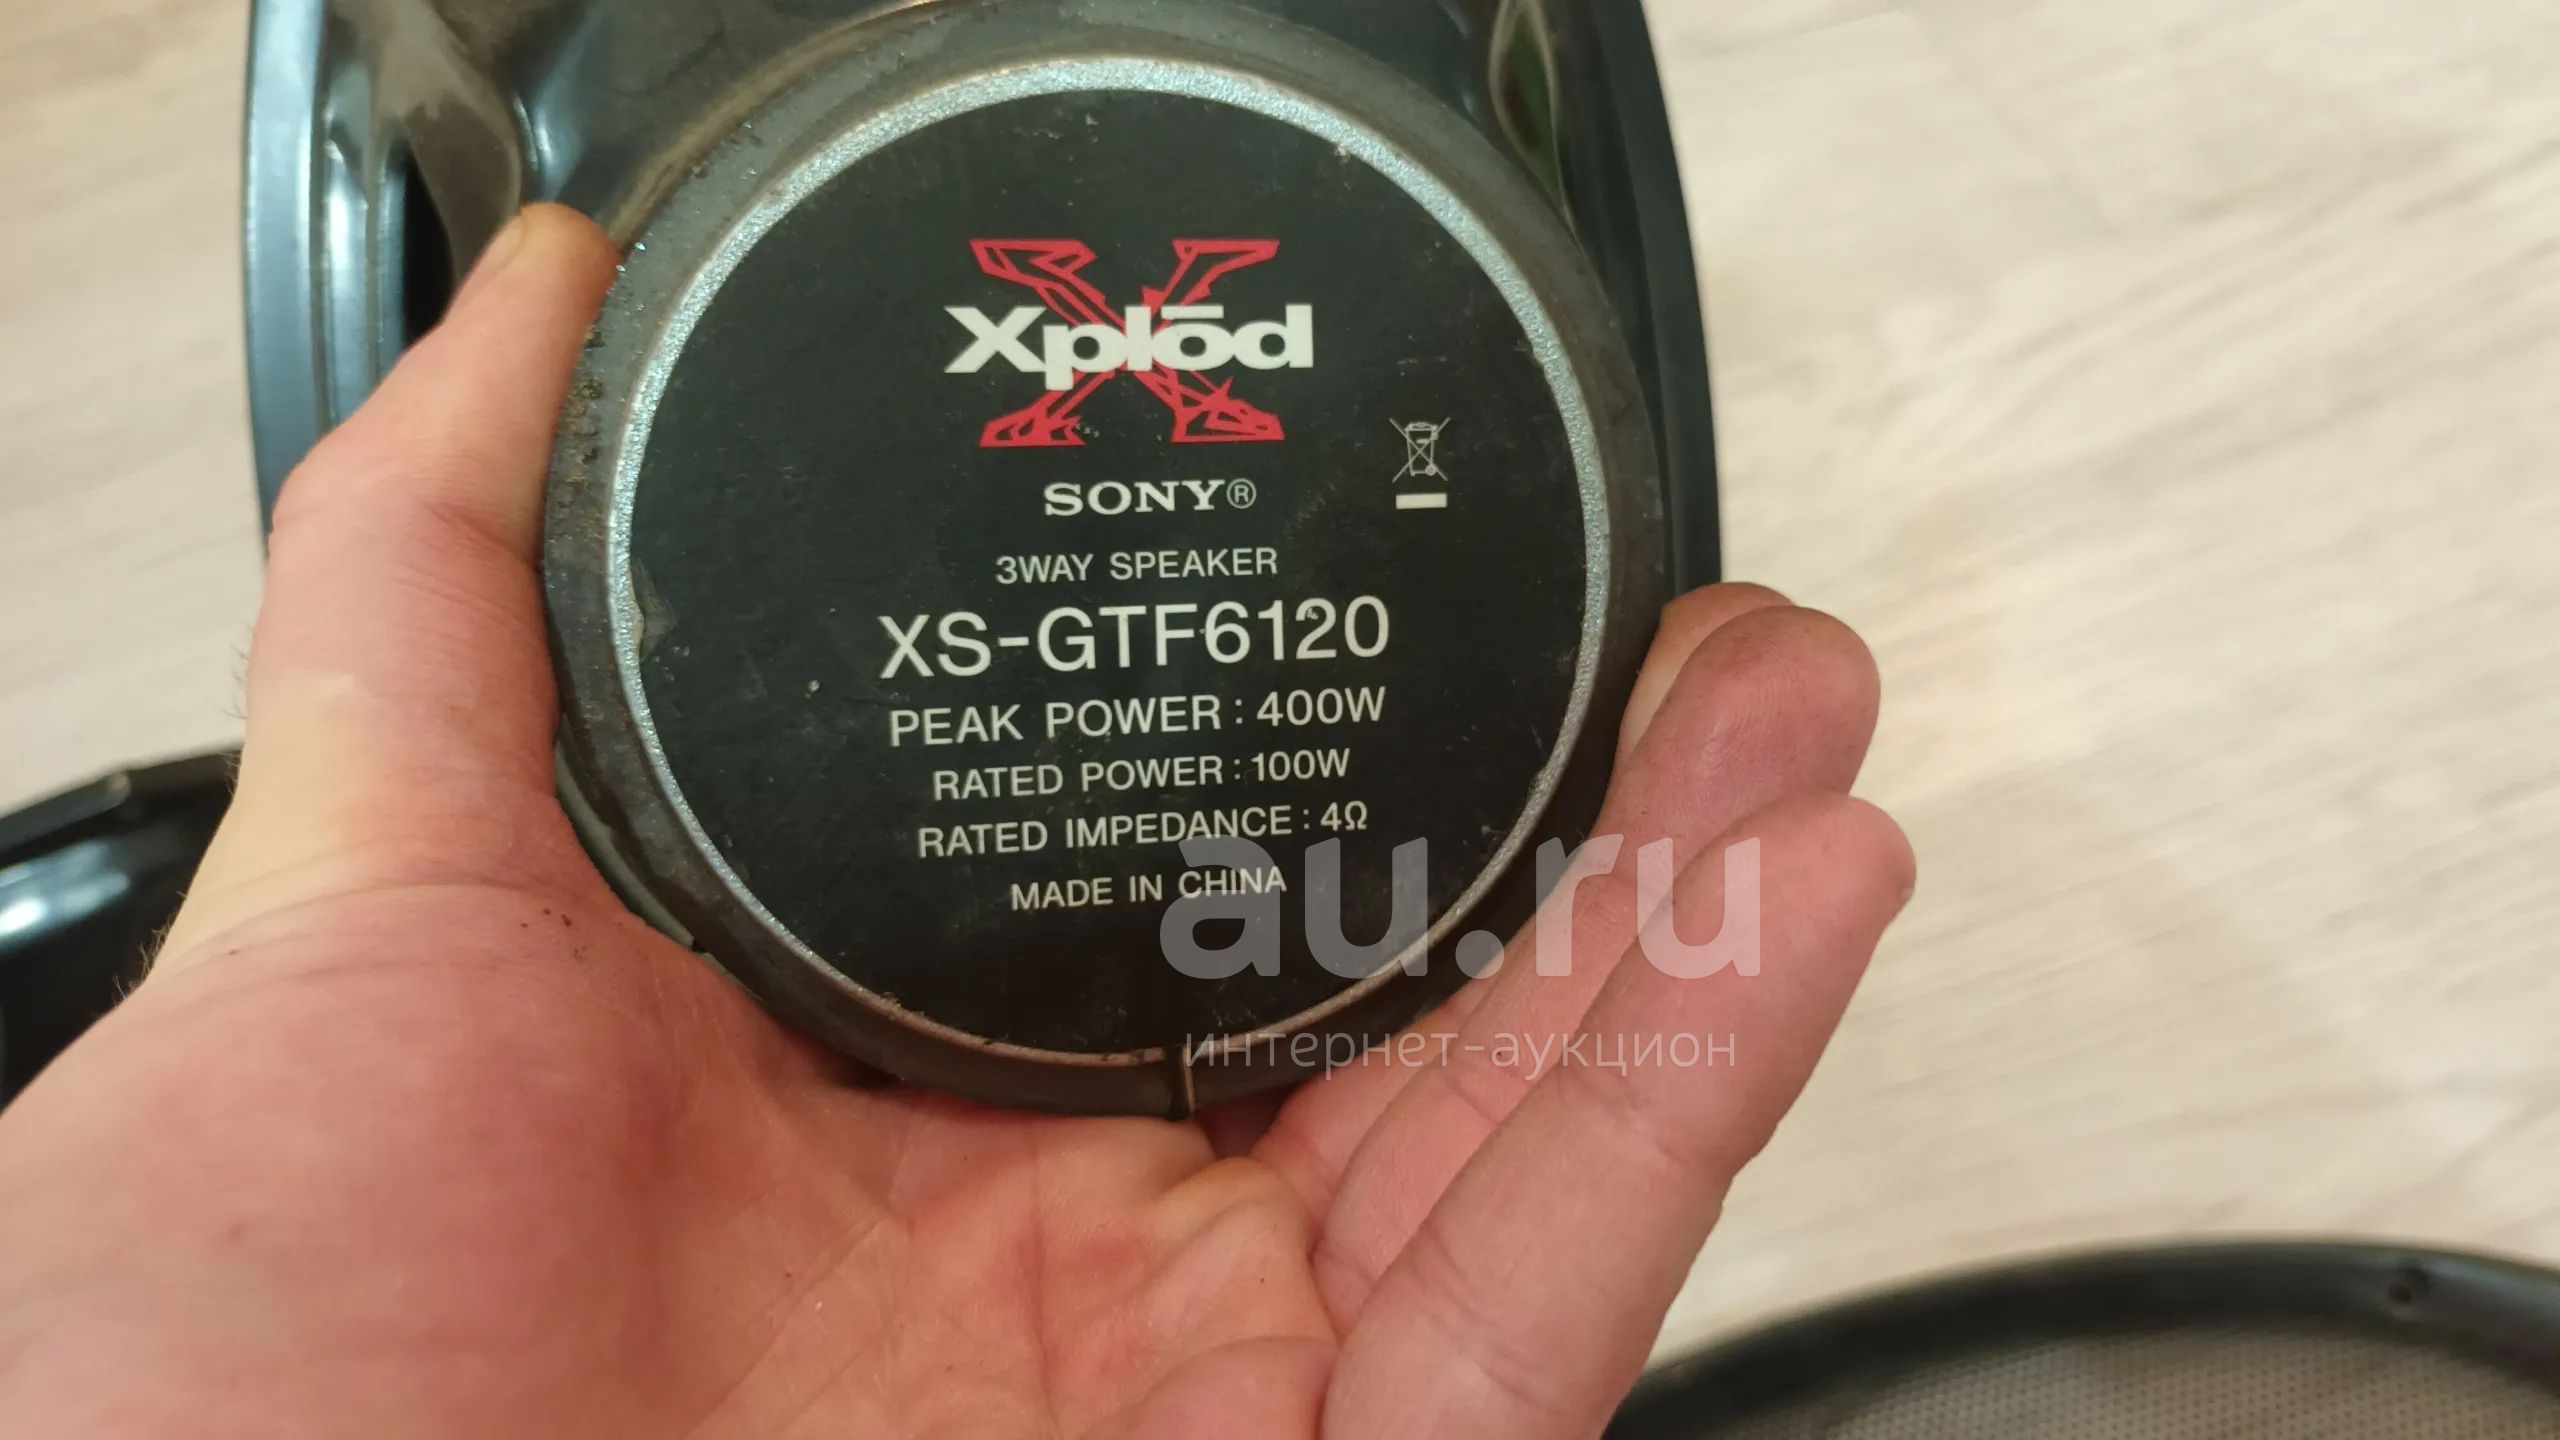 Xplōd
SONY®
3WAY SPEAKER
XS-GTF6120
PEAK POWER : 400W
RATED POWER : 100W
RATED IMPEDANCE : 4Ω
MADE IN CHINA
au.ru
интернет-аукцион